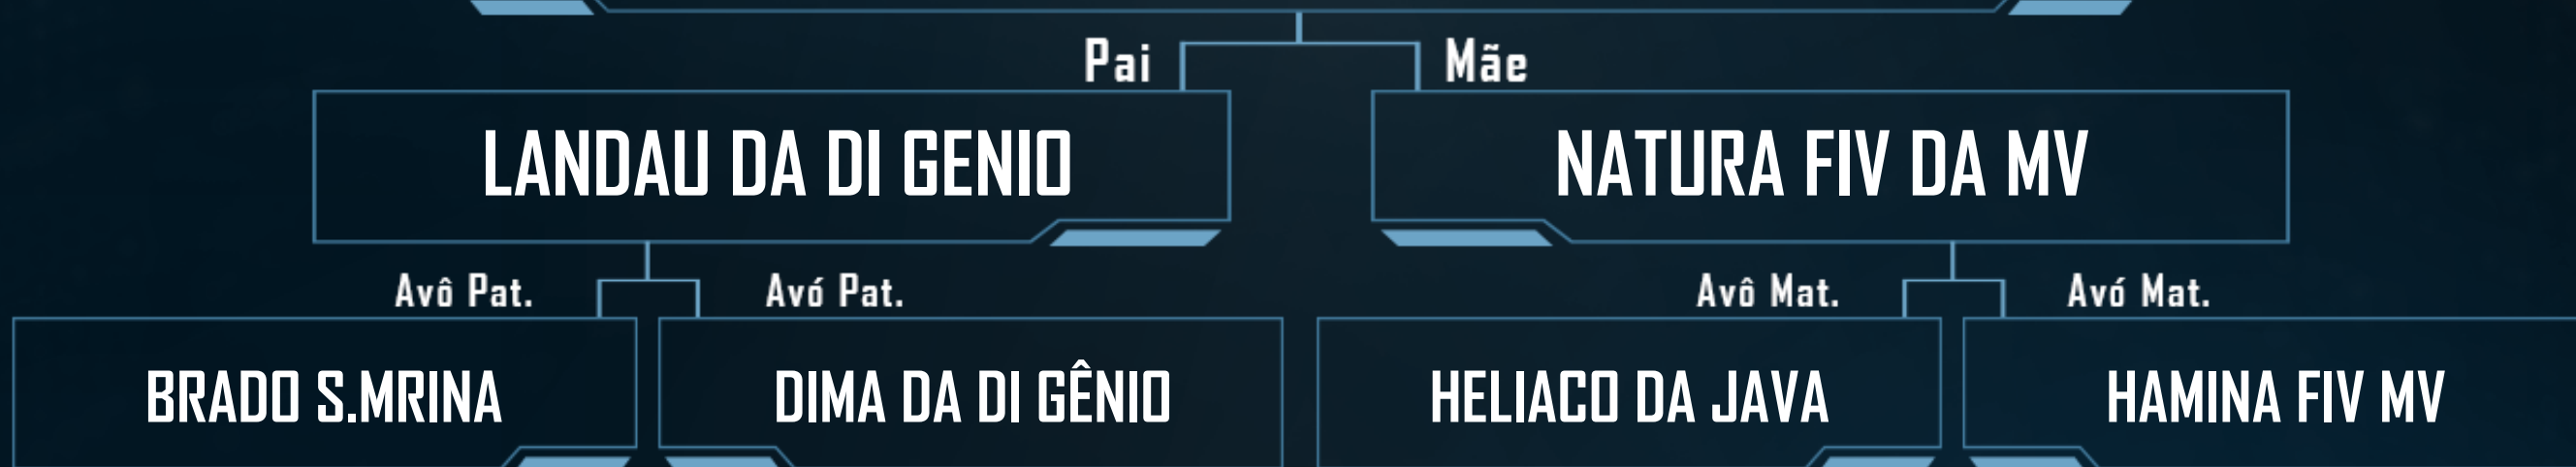 Pai Mãe
LANDAU DA DI GENIO NATURA FIV DA MV
Avô Pat. Avó Pat. Avô Mat. Avó Mat.
BRADO S.MRINA DIMA DA DI GÊNIO HELIACO DA JAVA HAMINA FIV MV